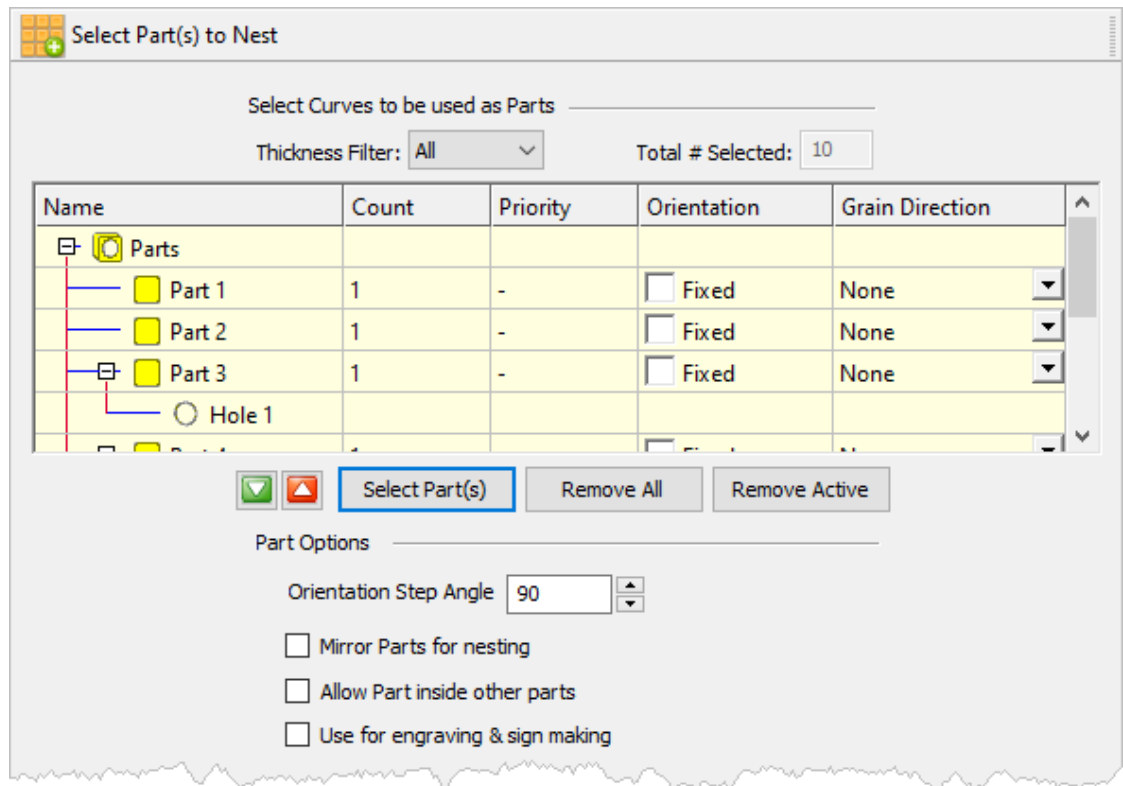 Select Part(s) to Nest
Select Curves to be used as Parts
Thickness Filter: All Total # Selected: 10
Name Count Priority Orientation Grain Direction
Parts
Part 1 1 - Fixed None
Part 2 1 - Fixed None
Part 3 1 - Fixed None
Hole 1
Select Part(s) Remove All Remove Active
Part Options
Orientation Step Angle 90
Mirror Parts for nesting
Allow Part inside other parts
Use for engraving & sign making